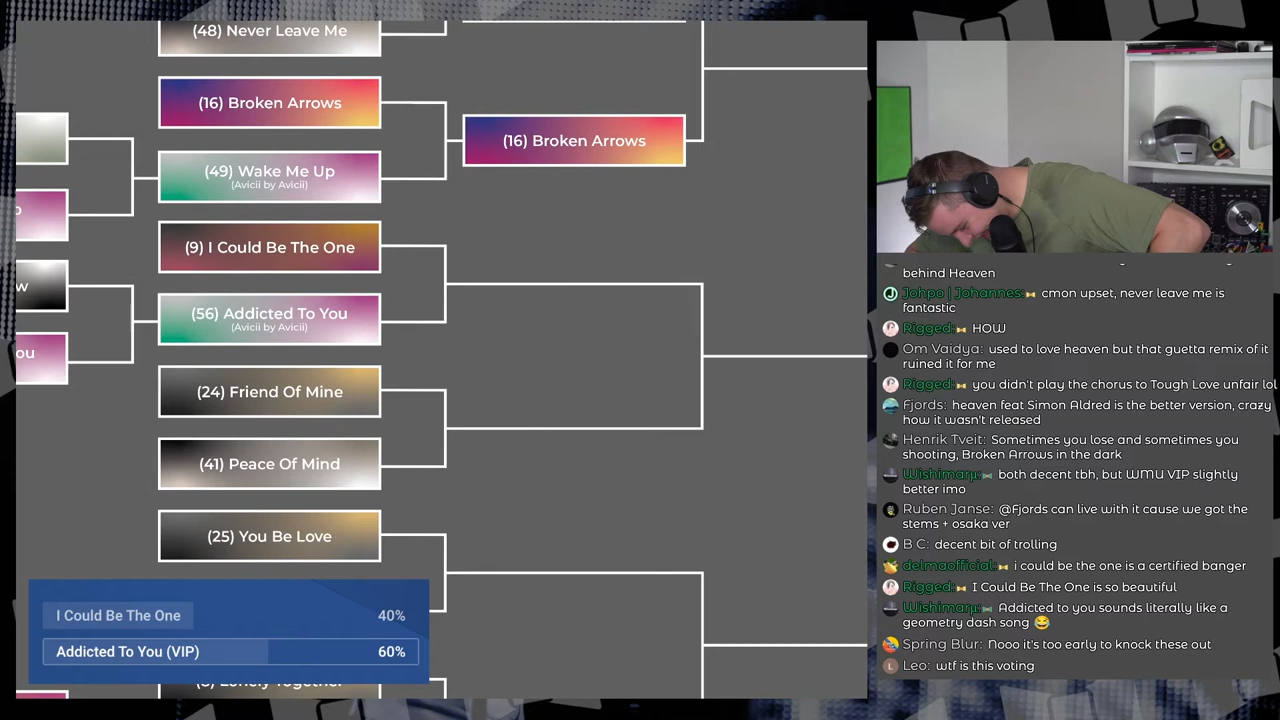 (48) Never Leave Me
(16) Broken Arrows
(16) Broken Arrows
(49) Wake Me Up
(Avicii by Avicii)
(9) I Could Be The One
w
(56) Addicted To You
(Avicii by Avicii)
ou
(24) Friend Of Mine
(41) Peace Of Mind
(25) You Be Love
I Could Be The One 40%
Addicted To You (VIP) 60%
Lonely Together
behind Heaven
Johpo | Johannes: cmon upset, never leave me is
fantastic
Rigged: HOW
Om Vaidya: used to love heaven but that guetta remix of it
ruined it for me
Rigged: you didn't play the chorus to Tough Love unfair lol
Fjords: heaven feat Simon Aldred is the better version, crazy
how it wasn't released
Henrik Tveit: Sometimes you lose and sometimes you
shooting, Broken Arrows in the dark
Wishimarµ: both decent tbh, but WMU VIP slightly
better imo
Ruben Janse: @Fjords can live with it cause we got the
stems + osaka ver
B C: decent bit of trolling
delmaofficial: i could be the one is a certified banger
Rigged: I Could Be The One is so beautiful
Wishimarµ: Addicted to you sounds literally like a
geometry dash song 😂
Spring Blur: Nooo it's too early to knock these out
L Leo: wtf is this voting